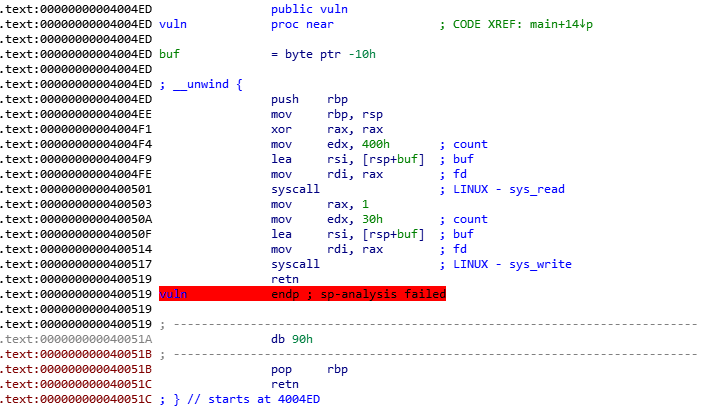 .text:00000000004004ED public vuln
.text:00000000004004ED vuln proc near ; CODE XREF: main+14↓p
.text:00000000004004ED
.text:00000000004004ED buf = byte ptr -10h
.text:00000000004004ED
.text:00000000004004ED ; __unwind {
.text:00000000004004ED push rbp
.text:00000000004004EE mov rbp, rsp
.text:00000000004004F1 xor rax, rax
.text:00000000004004F4 mov edx, 400h ; count
.text:00000000004004F9 lea rsi, [rsp+buf] ; buf
.text:00000000004004FE mov rdi, rax ; fd
.text:0000000000400501 syscall ; LINUX - sys_read
.text:0000000000400503 mov rax, 1
.text:000000000040050A mov edx, 30h ; count
.text:000000000040050F lea rsi, [rsp+buf] ; buf
.text:0000000000400514 mov rdi, rax ; fd
.text:0000000000400517 syscall ; LINUX - sys_write
.text:0000000000400519 retn
.text:0000000000400519 vuln endp ; sp-analysis failed
.text:0000000000400519
.text:0000000000400519 ; ---------------------------------------------------------------------------
.text:000000000040051A db 90h
.text:000000000040051B ; ---------------------------------------------------------------------------
.text:000000000040051B pop rbp
.text:000000000040051C retn
.text:000000000040051C ; } // starts at 4004ED